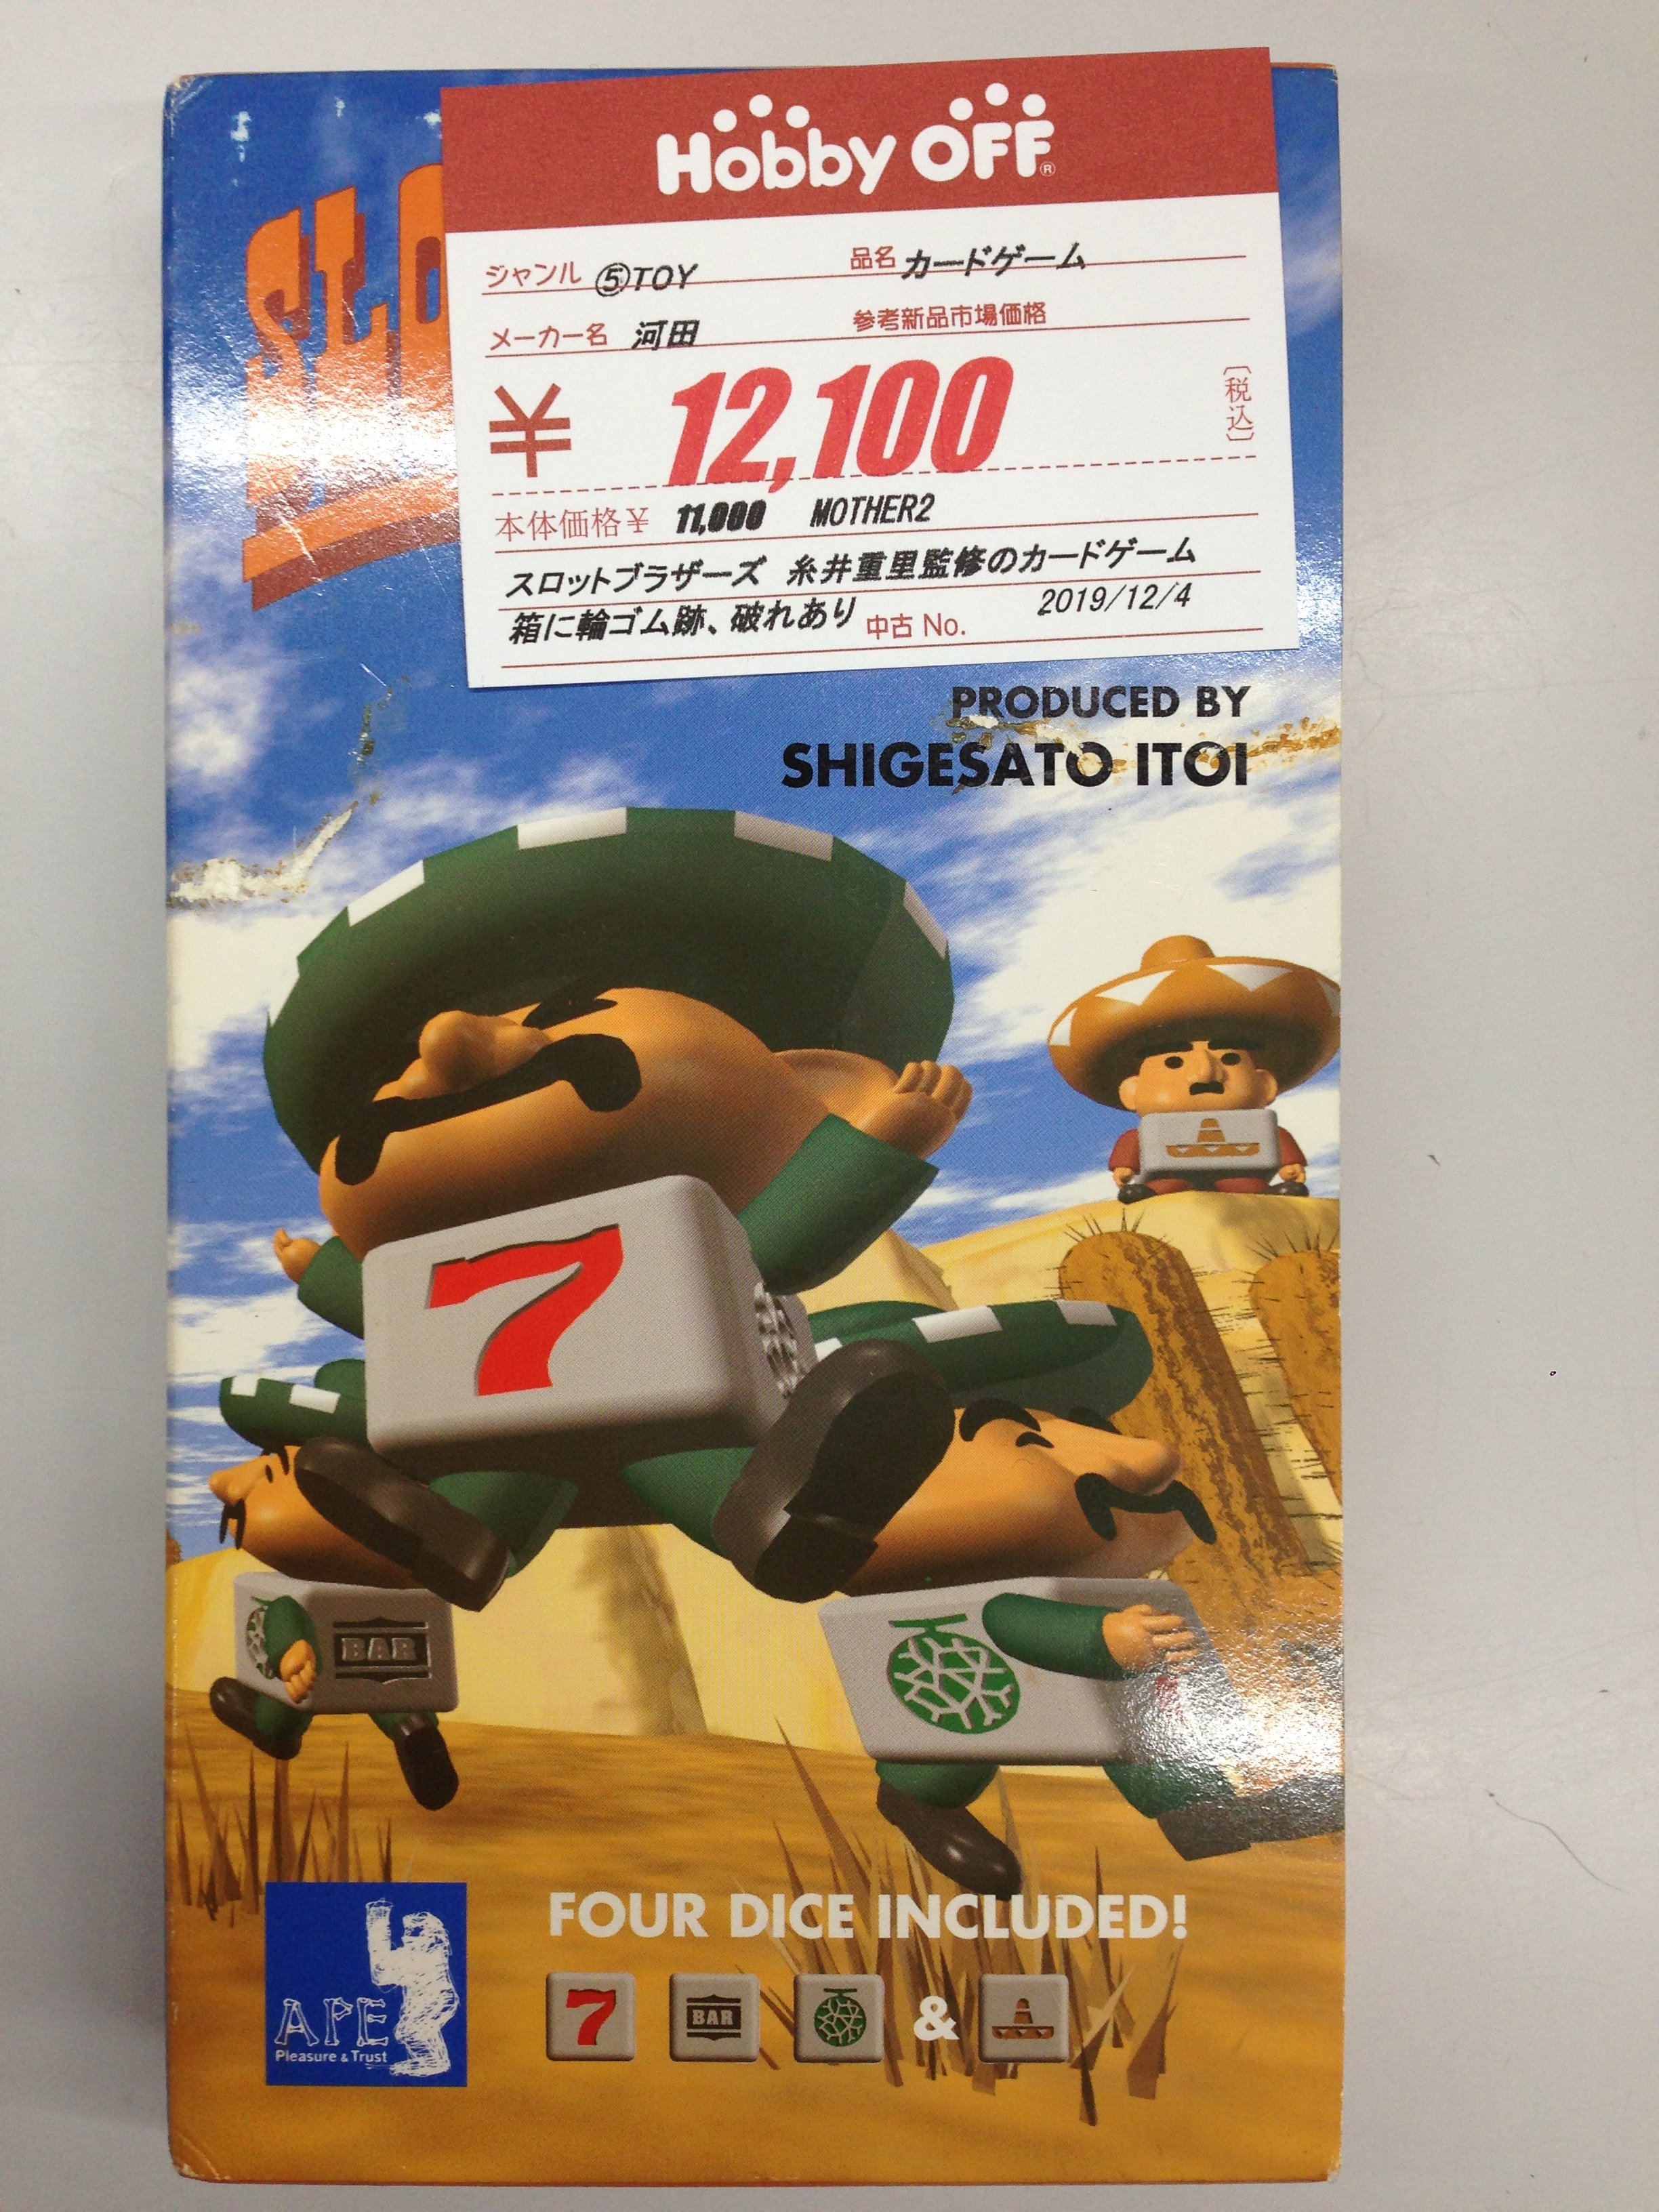 Hobby OFF®
ジャンル ⑤TOY 品名 カードゲーム
メーカー名 河田 参考新品市場価格
¥ 12,100 〔税込〕
本体価格¥ 11,000 MOTHER2
スロットブラザーズ 糸井重里監修のカードゲーム
箱に輪ゴム跡、破れあり 中古 No. 2019/12/4
SLO
PRODUCED BY
SHIGESATO ITOI
7
BAR
FOUR DICE INCLUDED!
7 BAR &
APE
Pleasure & Trust